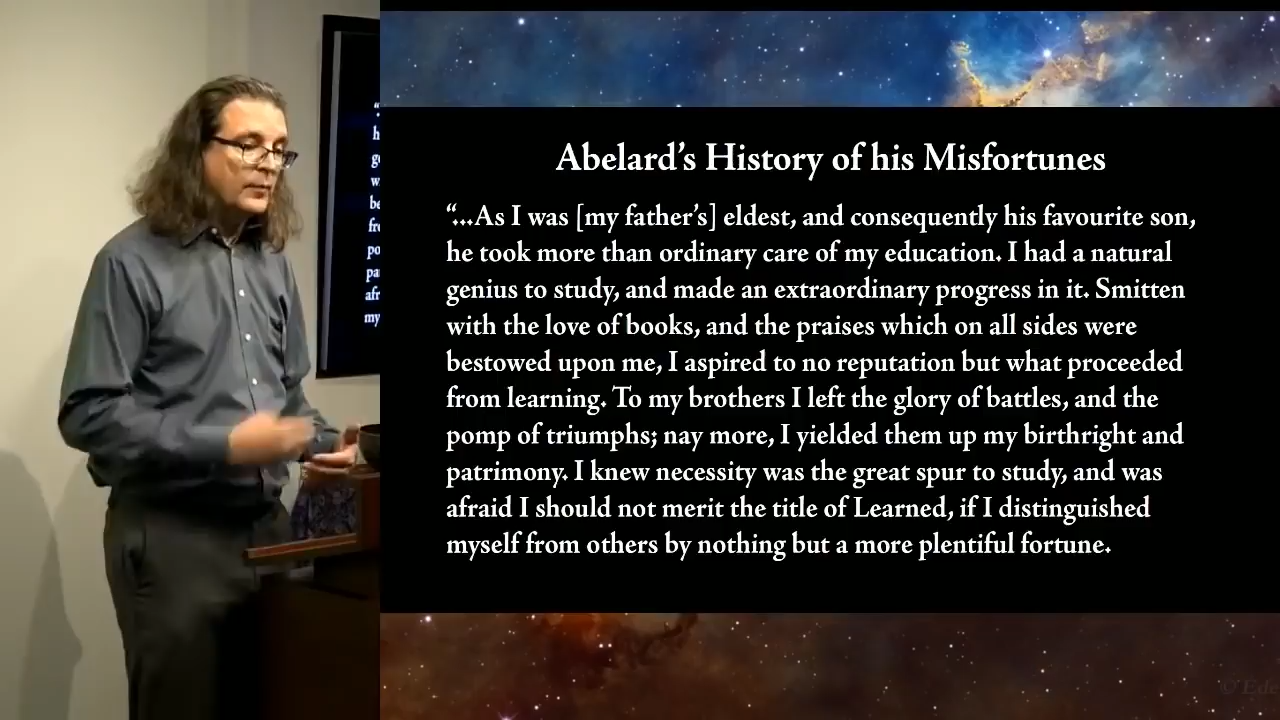 Abelard’s History of his Misfortunes
“...As I was [my father’s] eldest, and consequently his favourite son,
he took more than ordinary care of my education. I had a natural
genius to study, and made an extraordinary progress in it. Smitten
with the love of books, and the praises which on all sides were
bestowed upon me, I aspired to no reputation but what proceeded
from learning. To my brothers I left the glory of battles, and the
pomp of triumphs; nay more, I yielded them up my birthright and
patrimony. I knew necessity was the great spur to study, and was
afraid I should not merit the title of Learned, if I distinguished
myself from others by nothing but a more plentiful fortune.